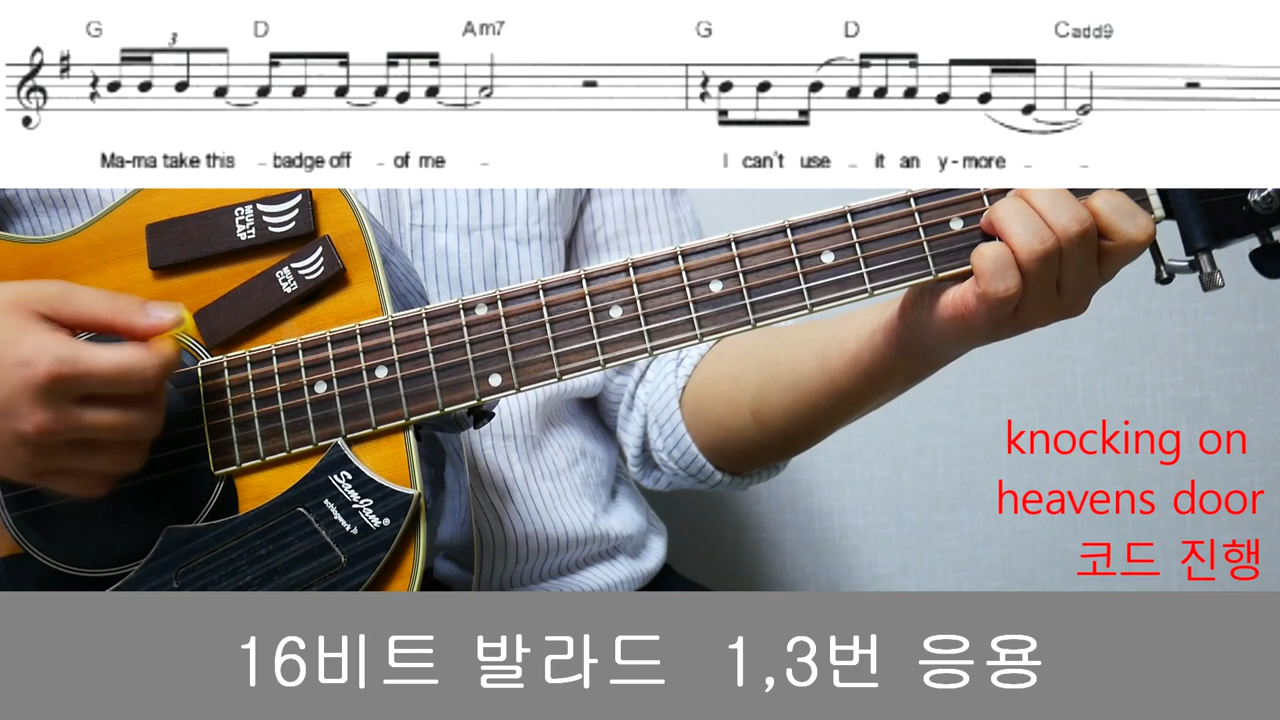 G D Am7 G D Cadd9
3
Ma-ma take this - badge off - of me - I can't use - it an y-more - -
MULTI CLAP
MULTI CLAP
SamJam®
schlagwerk
knocking on
heavens door
코드 진행
16비트 발라드 1,3번 응용